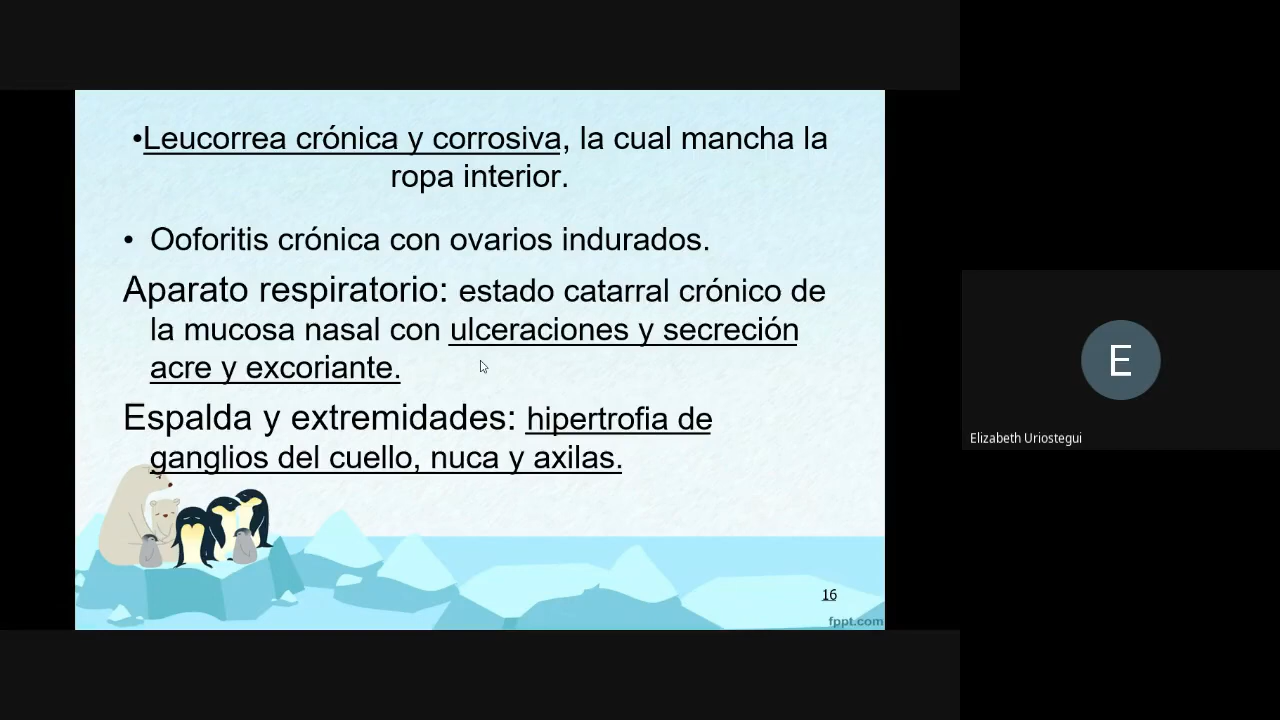 •Leucorrea crónica y corrosiva, la cual mancha la
ropa interior.
• Ooforitis crónica con ovarios indurados.
Aparato respiratorio: estado catarral crónico de
la mucosa nasal con ulceraciones y secreción
acre y excoriante.
Espalda y extremidades: hipertrofia de
ganglios del cuello, nuca y axilas.
16
fppt.com
E
Elizabeth Uriostegui